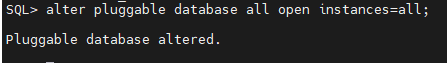 SQL> alter pluggable database all open instances=all;
Pluggable database altered.